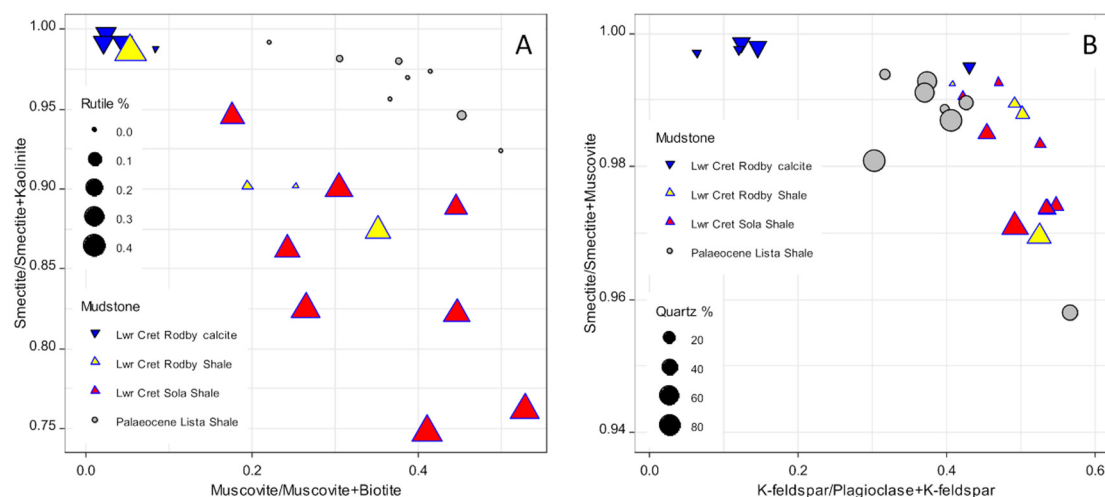 A
1.00
0.95
0.90
0.85
0.80
0.75
Smectite/Smectite+Kaolinite
Rutile %
0.0
0.1
0.2
0.3
0.4
Mudstone
Lwr Cret Rodby calcite
Lwr Cret Rodby Shale
Lwr Cret Sola Shale
Palaeocene Lista Shale
0.0
0.2
0.4
Muscovite/Muscovite+Biotite
B
1.00
0.98
0.96
0.94
Smectite/Smectite+Muscovite
Mudstone
Lwr Cret Rodby calcite
Lwr Cret Rodby Shale
Lwr Cret Sola Shale
Palaeocene Lista Shale
Quartz %
20
40
60
80
0.0
0.2
0.4
0.6
K-feldspar/Plagioclase+K-feldspar